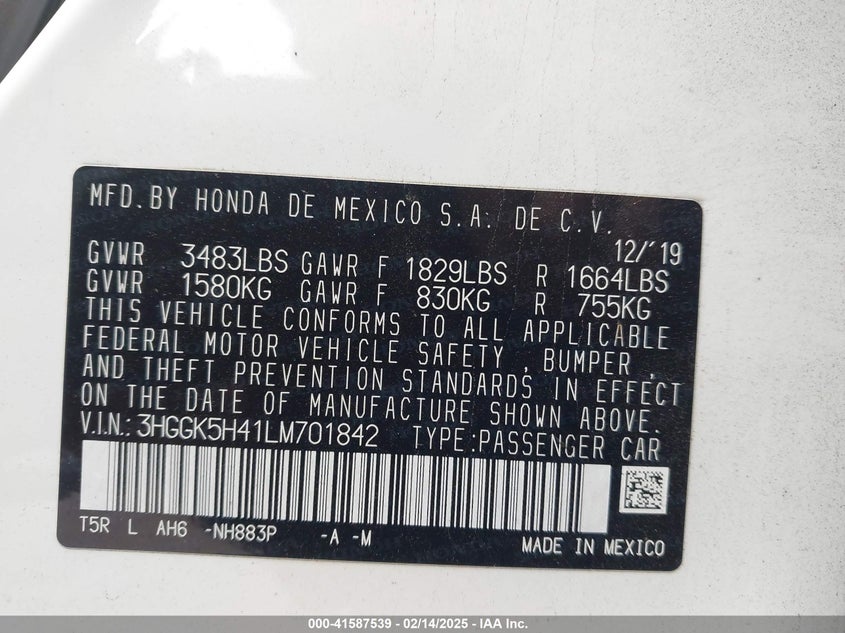 MFD. BY HONDA DE MEXICO S.A. DE C.V.
12/'19
GVWR 3483LBS GAWR F 1829LBS R 1664LBS
GVWR 1580KG GAWR F 830KG R 755KG
THIS VEHICLE CONFORMS TO ALL APPLICABLE
FEDERAL MOTOR VEHICLE SAFETY , BUMPER ,
AND THEFT PREVENTION STANDARDS IN EFFECT
ON THE DATE OF MANUFACTURE SHOWN ABOVE.
V.I.N.: 3HGGK5H41LM701842 TYPE:PASSENGER CAR
T5R L AH6 -NH883P -A -M
MADE IN MEXICO
000-41587539 - 02/14/2025 - IAA Inc.